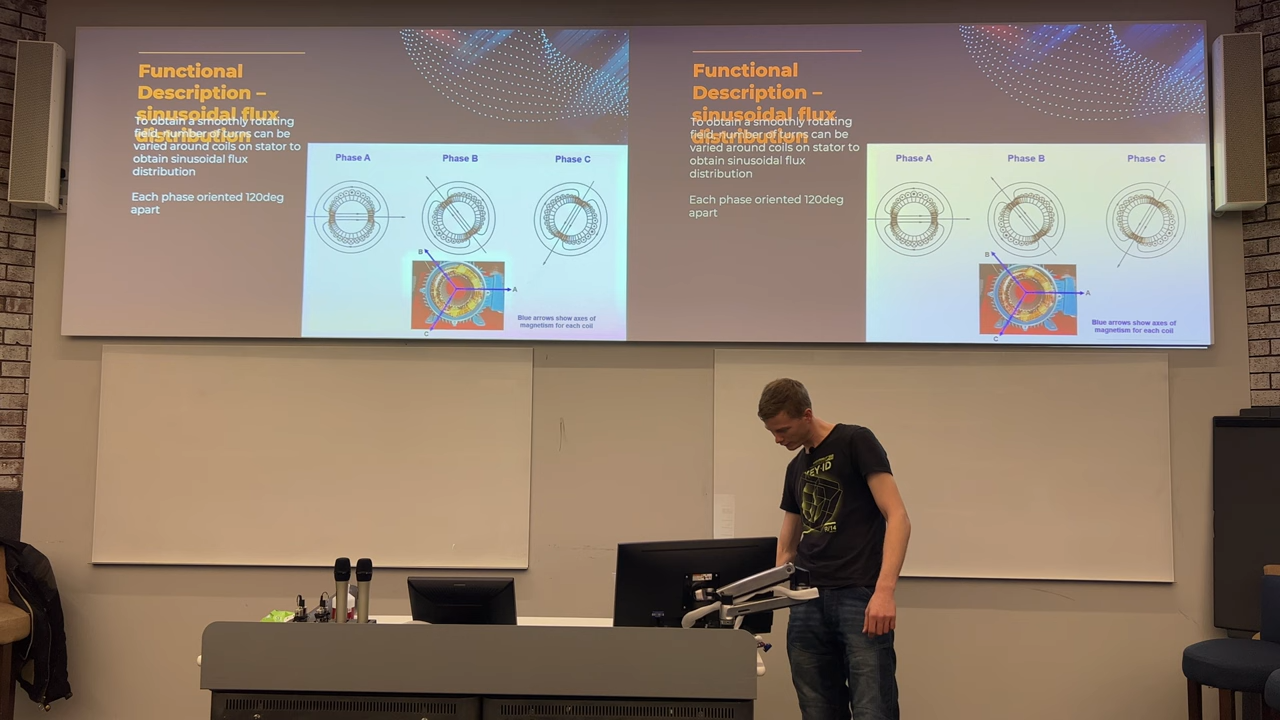 Functional
Description –
sinusoidal flux
distribution
To obtain a smoothly rotating
field, number of turns can be
varied around coils on stator to
obtain sinusoidal flux
distribution
Each phase oriented 120deg
apart
Phase A
Phase B
Phase C
B
A
C
Blue arrows show axes of
magnetism for each coil
Functional
Description –
sinusoidal flux
distribution
To obtain a smoothly rotating
field, number of turns can be
varied around coils on stator to
obtain sinusoidal flux
distribution
Each phase oriented 120deg
apart
Phase A
Phase B
Phase C
B
A
C
Blue arrows show axes of
magnetism for each coil